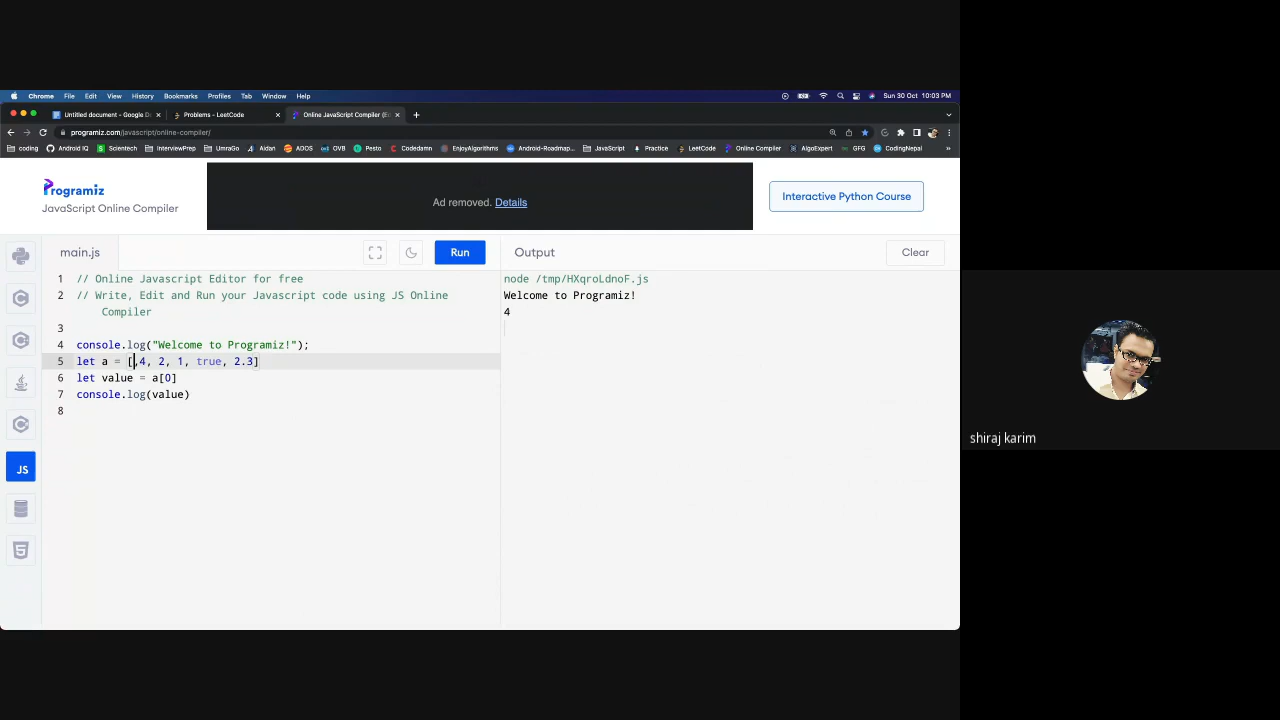 Chrome File Edit View History Bookmarks Profiles Tab Window Help Sun 30 Oct 10:03 PM
Untitled document - Google D Problems - LeetCode Online JavaScript Compiler (E
programiz.com/javascript/online-compiler/
coding Android IQ Scientech InterviewPrep UmraGo Aidan AOOS OVB Pesto Codedamn EnjoyAlgorithms Android-Roadmap... JavaScript Practice LeetCode Online Compiler AlgoExpert GFG CodingNepal »
Programiz
JavaScript Online Compiler
Ad removed. Details
Interactive Python Course
main.js
Run
Output
Clear
1 // Online Javascript Editor for free
2 // Write, Edit and Run your Javascript code using JS Online
Compiler
3
4 console.log("Welcome to Programiz!");
5 let a = [,4, 2, 1, true, 2.3]
6 let value = a[0]
7 console.log(value)
8
node /tmp/HXqroLdnoF.js
Welcome to Programiz!
4
JS
shiraj karim